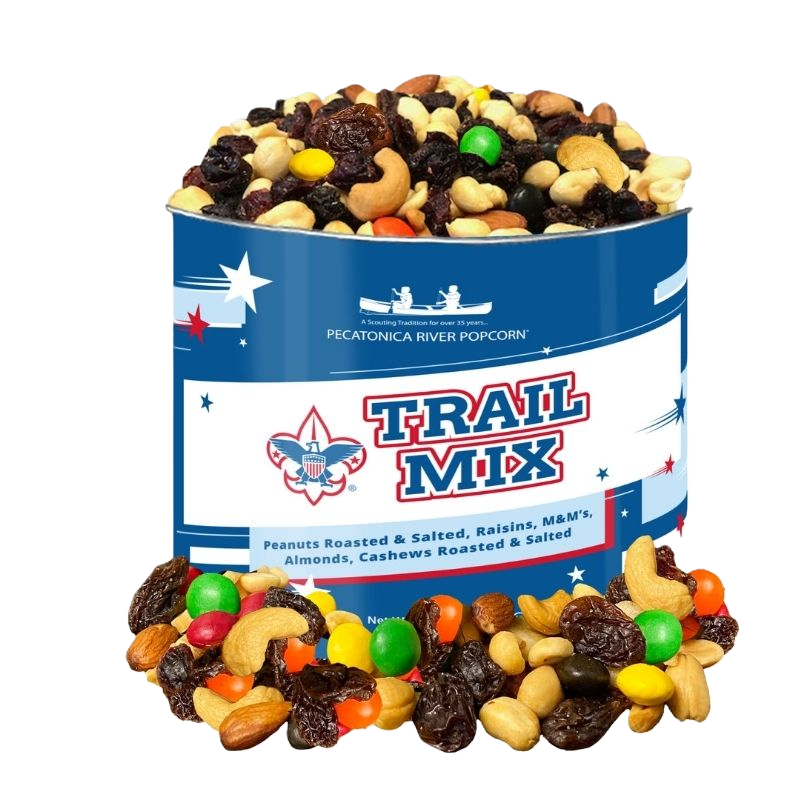 A Scouting Tradition for over 35 years...
PECATONICA RIVER POPCORN
TRAIL
MIX
®
Peanuts Roasted & Salted, Raisins, M&M's,
Almonds, Cashews Roasted & Salted